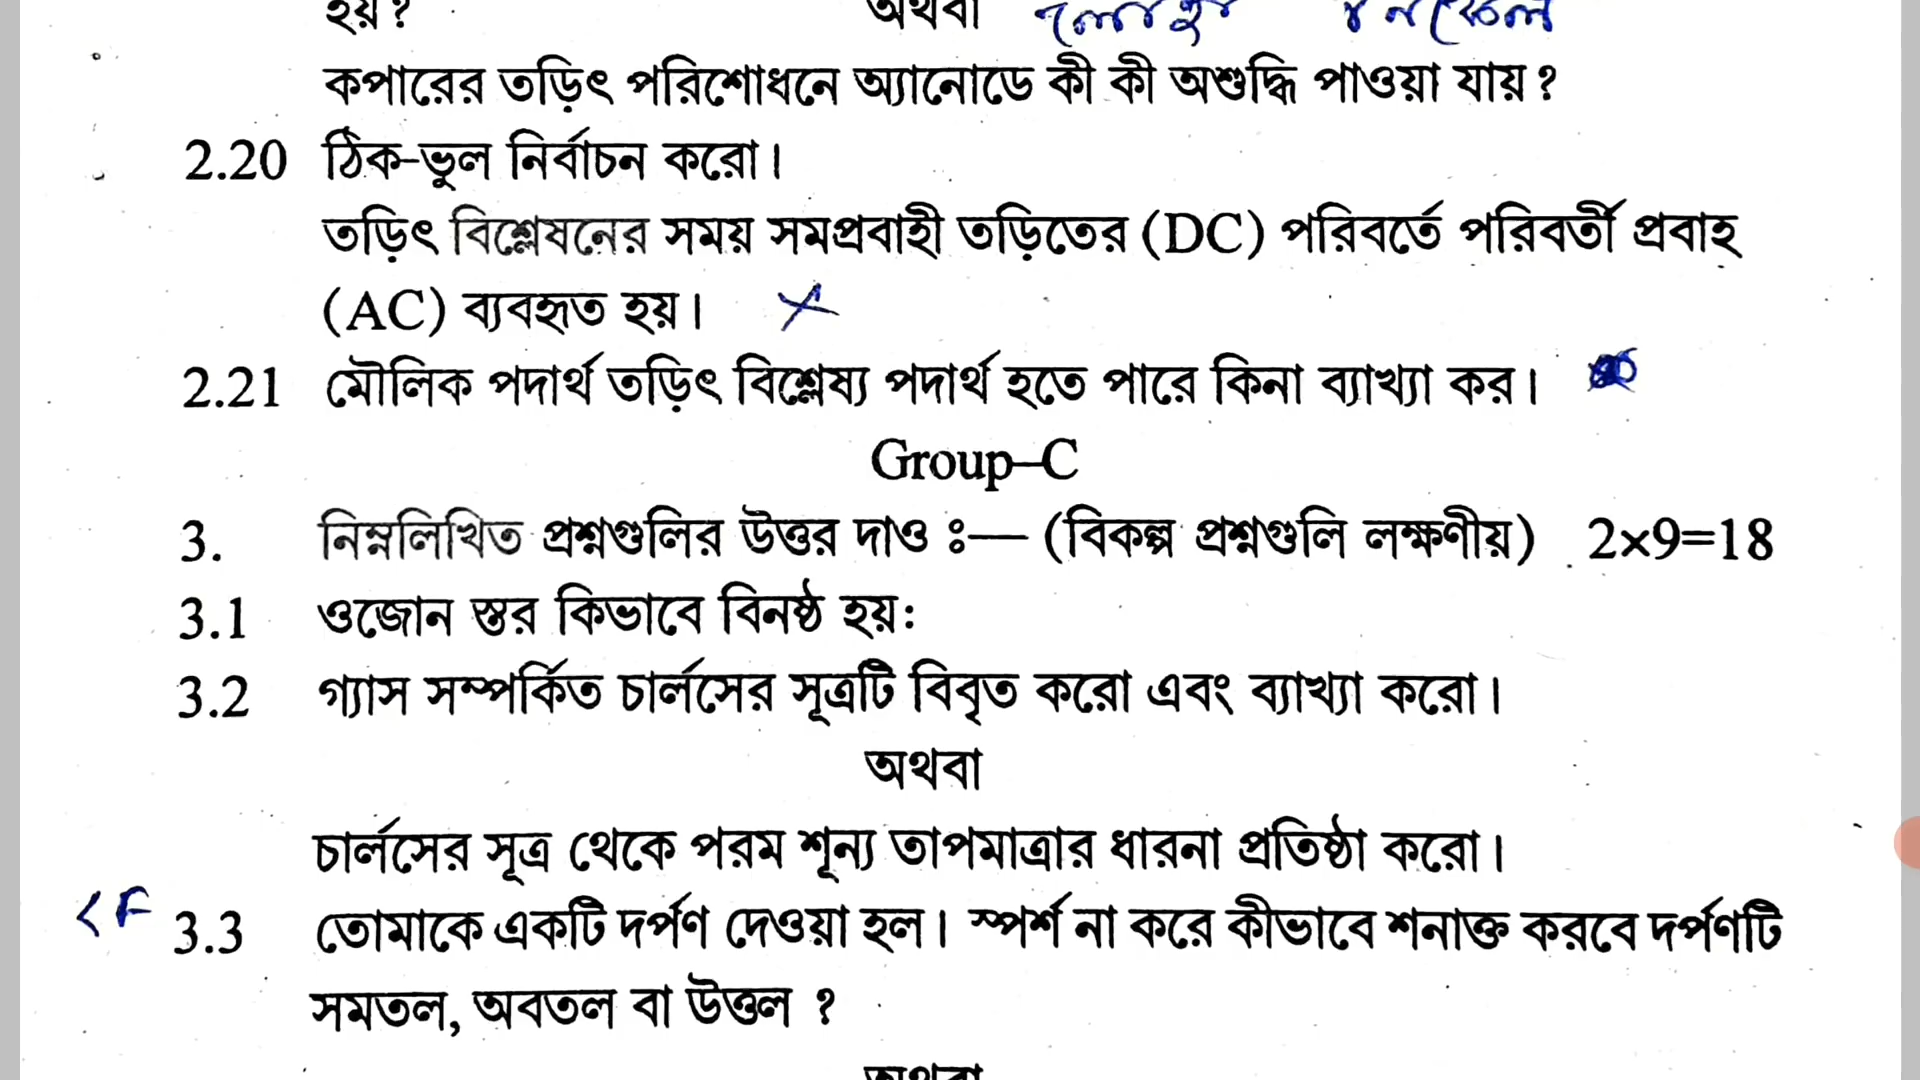 হয়?
অথবা
কপারের তড়িৎ পরিশোধনে অ্যানোডে কী কী অশুদ্ধি পাওয়া যায়?
2.20 ঠিক-ভুল নির্বাচন করো।
তড়িৎ বিশ্লেষনের সময় সমপ্রবাহী তড়িতের (DC) পরিবর্তে পরিবর্তী প্রবাহ
(AC) ব্যবহৃত হয়।
2.21 মৌলিক পদার্থ তড়িৎ বিশ্লেষ্য পদার্থ হতে পারে কিনা ব্যাখ্যা কর।
Group–C
3. নিম্নলিখিত প্রশ্নগুলির উত্তর দাও ঃ— (বিকল্প প্রশ্নগুলি লক্ষণীয়) 2×9=18
3.1 ওজোন স্তর কিভাবে বিনষ্ঠ হয়:
3.2 গ্যাস সম্পর্কিত চার্লসের সূত্রটি বিবৃত করো এবং ব্যাখ্যা করো।
অথবা
চার্লসের সূত্র থেকে পরম শূন্য তাপমাত্রার ধারনা প্রতিষ্ঠা করো।
3.3 তোমাকে একটি দর্পণ দেওয়া হল। স্পর্শ না করে কীভাবে শনাক্ত করবে দর্পণটি
সমতল, অবতল বা উত্তল ?
অথবা